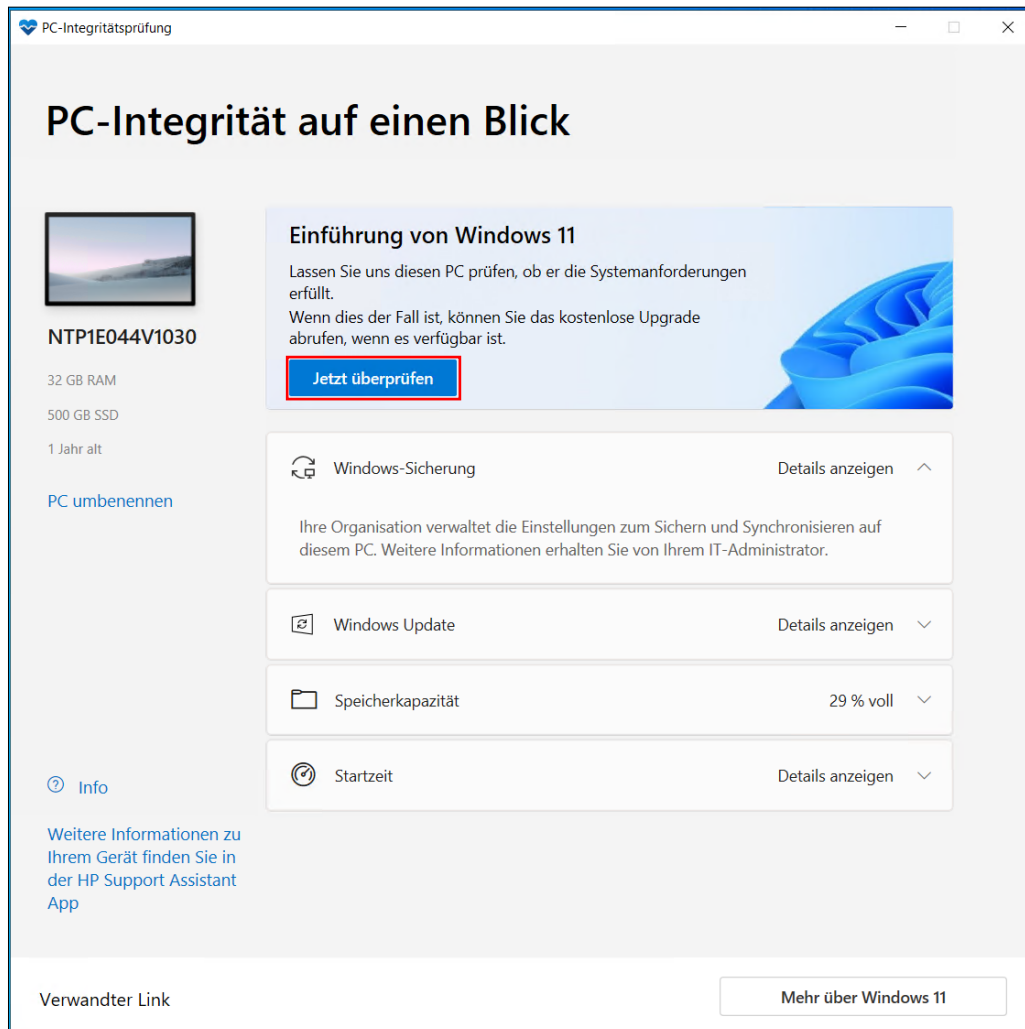 PC-Integritätsprüfung
PC-Integrität auf einen Blick
NTP1E044V1030
32 GB RAM
500 GB SSD
1 Jahr alt
PC umbenennen
Einführung von Windows 11
Lassen Sie uns diesen PC prüfen, ob er die Systemanforderungen
erfüllt.
Wenn dies der Fall ist, können Sie das kostenlose Upgrade
abrufen, wenn es verfügbar ist.
Jetzt überprüfen
Windows-Sicherung Details anzeigen
Ihre Organisation verwaltet die Einstellungen zum Sichern und Synchronisieren auf
diesem PC. Weitere Informationen erhalten Sie von Ihrem IT-Administrator.
Windows Update Details anzeigen
Speicherkapazität 29 % voll
Startzeit Details anzeigen
Info
Weitere Informationen zu
Ihrem Gerät finden Sie in
der HP Support Assistant
App
Verwandter Link
Mehr über Windows 11